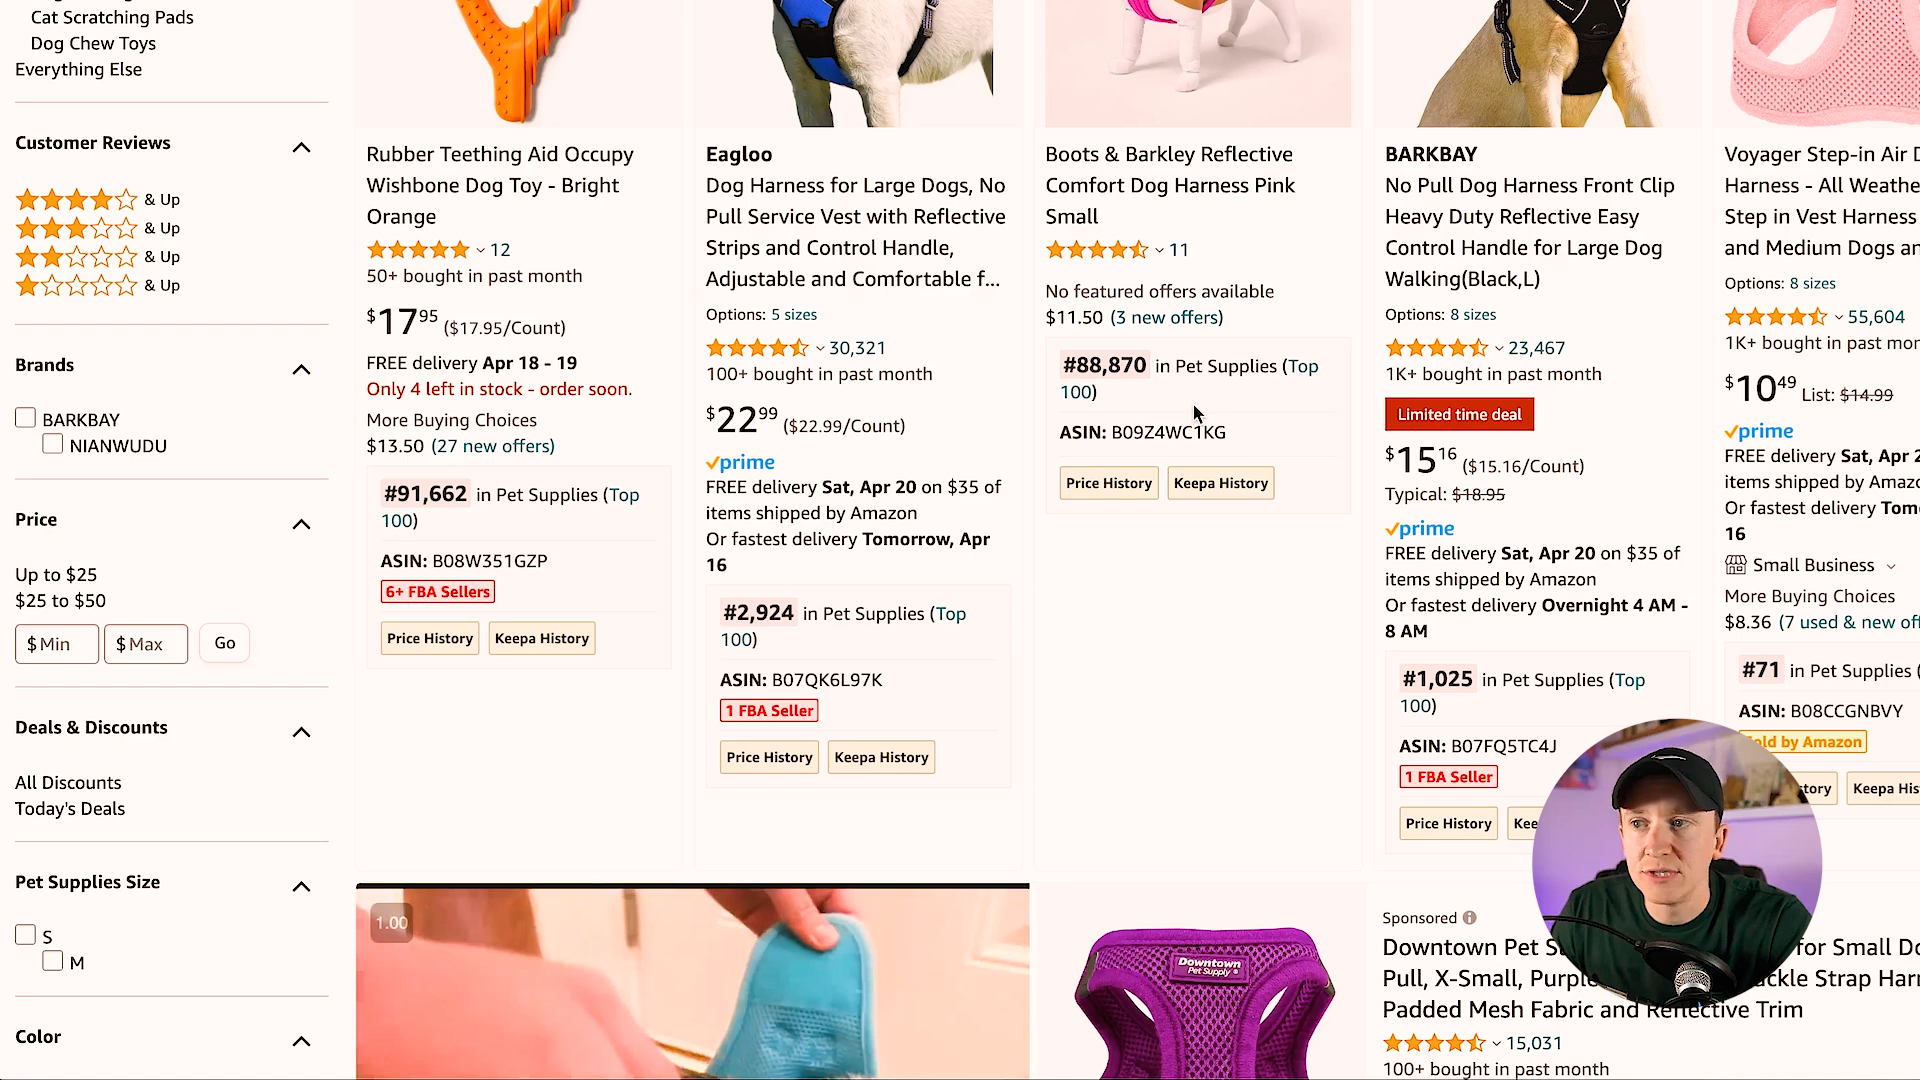 Cat Scratching Pads
Dog Chew Toys
Everything Else
Customer Reviews
& Up
& Up
& Up
& Up
Brands
BARKBAY
NIANWUDU
Price
Up to $25
$25 to $50
$ Min
$ Max
Go
Deals & Discounts
All Discounts
Today's Deals
Pet Supplies Size
S
M
Color
Rubber Teething Aid Occupy
Wishbone Dog Toy - Bright
Orange
12
50+ bought in past month
$17.95 ($17.95/Count)
FREE delivery Apr 18 - 19
Only 4 left in stock - order soon.
More Buying Choices
$13.50 (27 new offers)
#91,662 in Pet Supplies (Top
100)
ASIN: B08W351GZP
6+ FBA Sellers
Price History
Keepa History
Eagloo
Dog Harness for Large Dogs, No
Pull Service Vest with Reflective
Strips and Control Handle,
Adjustable and Comfortable f...
Options: 5 sizes
30,321
100+ bought in past month
$22.99 ($22.99/Count)
prime
FREE delivery Sat, Apr 20 on $35 of
items shipped by Amazon
Or fastest delivery Tomorrow, Apr
16
#2,924 in Pet Supplies (Top
100)
ASIN: B07QK6L97K
1 FBA Seller
Price History
Keepa History
Boots & Barkley Reflective
Comfort Dog Harness Pink
Small
11
No featured offers available
$11.50 (3 new offers)
#88,870 in Pet Supplies (Top
100)
ASIN: B09Z4WC1KG
Price History
Keepa History
BARKBAY
No Pull Dog Harness Front Clip
Heavy Duty Reflective Easy
Control Handle for Large Dog
Walking(Black,L)
Options: 8 sizes
23,467
1K+ bought in past month
Limited time deal
$15.16 ($15.16/Count)
Typical: $18.95
prime
FREE delivery Sat, Apr 20 on $35 of
items shipped by Amazon
Or fastest delivery Overnight 4 AM -
8 AM
#1,025 in Pet Supplies (Top
100)
ASIN: B07FQ5TC4J
1 FBA Seller
Price History
Kee
Voyager Step-in Air
Harness - All
Step in Vest Harness
and Medium Dogs
Options: 8 sizes
55,604
1K+ bought in past
$10.49 List: $14.99
prime
FREE delivery Sat, Apr
items shipped by
Or fastest delivery
16
Small Business
More Buying Choices
$8.36 (7 used & new
#71 in Pet Supplies (
ASIN: B08CCGNBVY
old by Amazon
tory
Keepa His
1.00
Downtown
Pet Supply
Sponsored
Downtown Pet S for Small
Pull, X-Small, Purple ckle Strap
Padded Mesh Fabric and Reflective Trim
15,031
100+ bought in past month